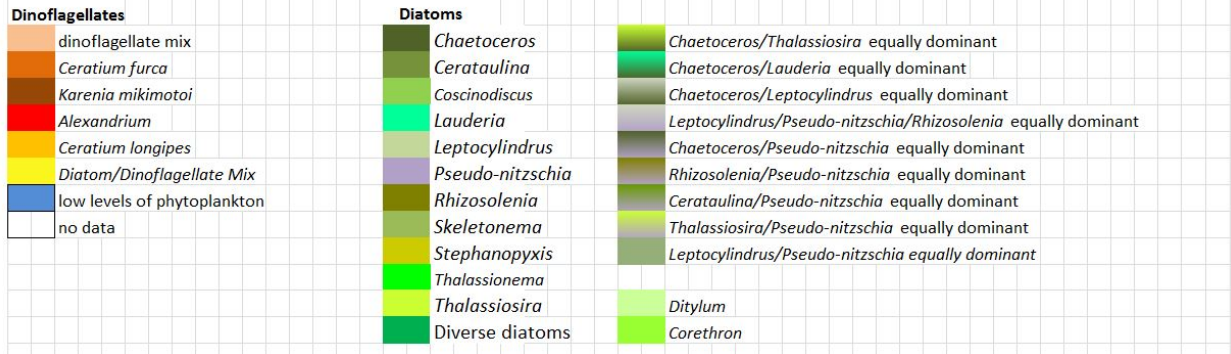 Dinoflagellates
dinoflagellate mix
Ceratium furca
Karenia mikimotoi
Alexandrium
Ceratium longipes
Diatom/Dinoflagellate Mix
low levels of phytoplankton
no data
Diatoms
Chaetoceros
Cerataulina
Coscinodiscus
Lauderia
Leptocylindrus
Pseudo-nitzschia
Rhizosolenia
Skeletonema
Stephanopyxis
Thalassionema
Thalassiosira
Diverse diatoms
Chaetoceros/Thalassiosira equally dominant
Chaetoceros/Lauderia equally dominant
Chaetoceros/Leptocylindrus equally dominant
Leptocylindrus/Pseudo-nitzschia/Rhizosolenia equally dominant
Chaetoceros/Pseudo-nitzschia equally dominant
Rhizosolenia/Pseudo-nitzschia equally dominant
Cerataulina/Pseudo-nitzschia equally dominant
Thalassiosira/Pseudo-nitzschia equally dominant
Leptocylindrus/Pseudo-nitzschia equally dominant
Ditylum
Corethron